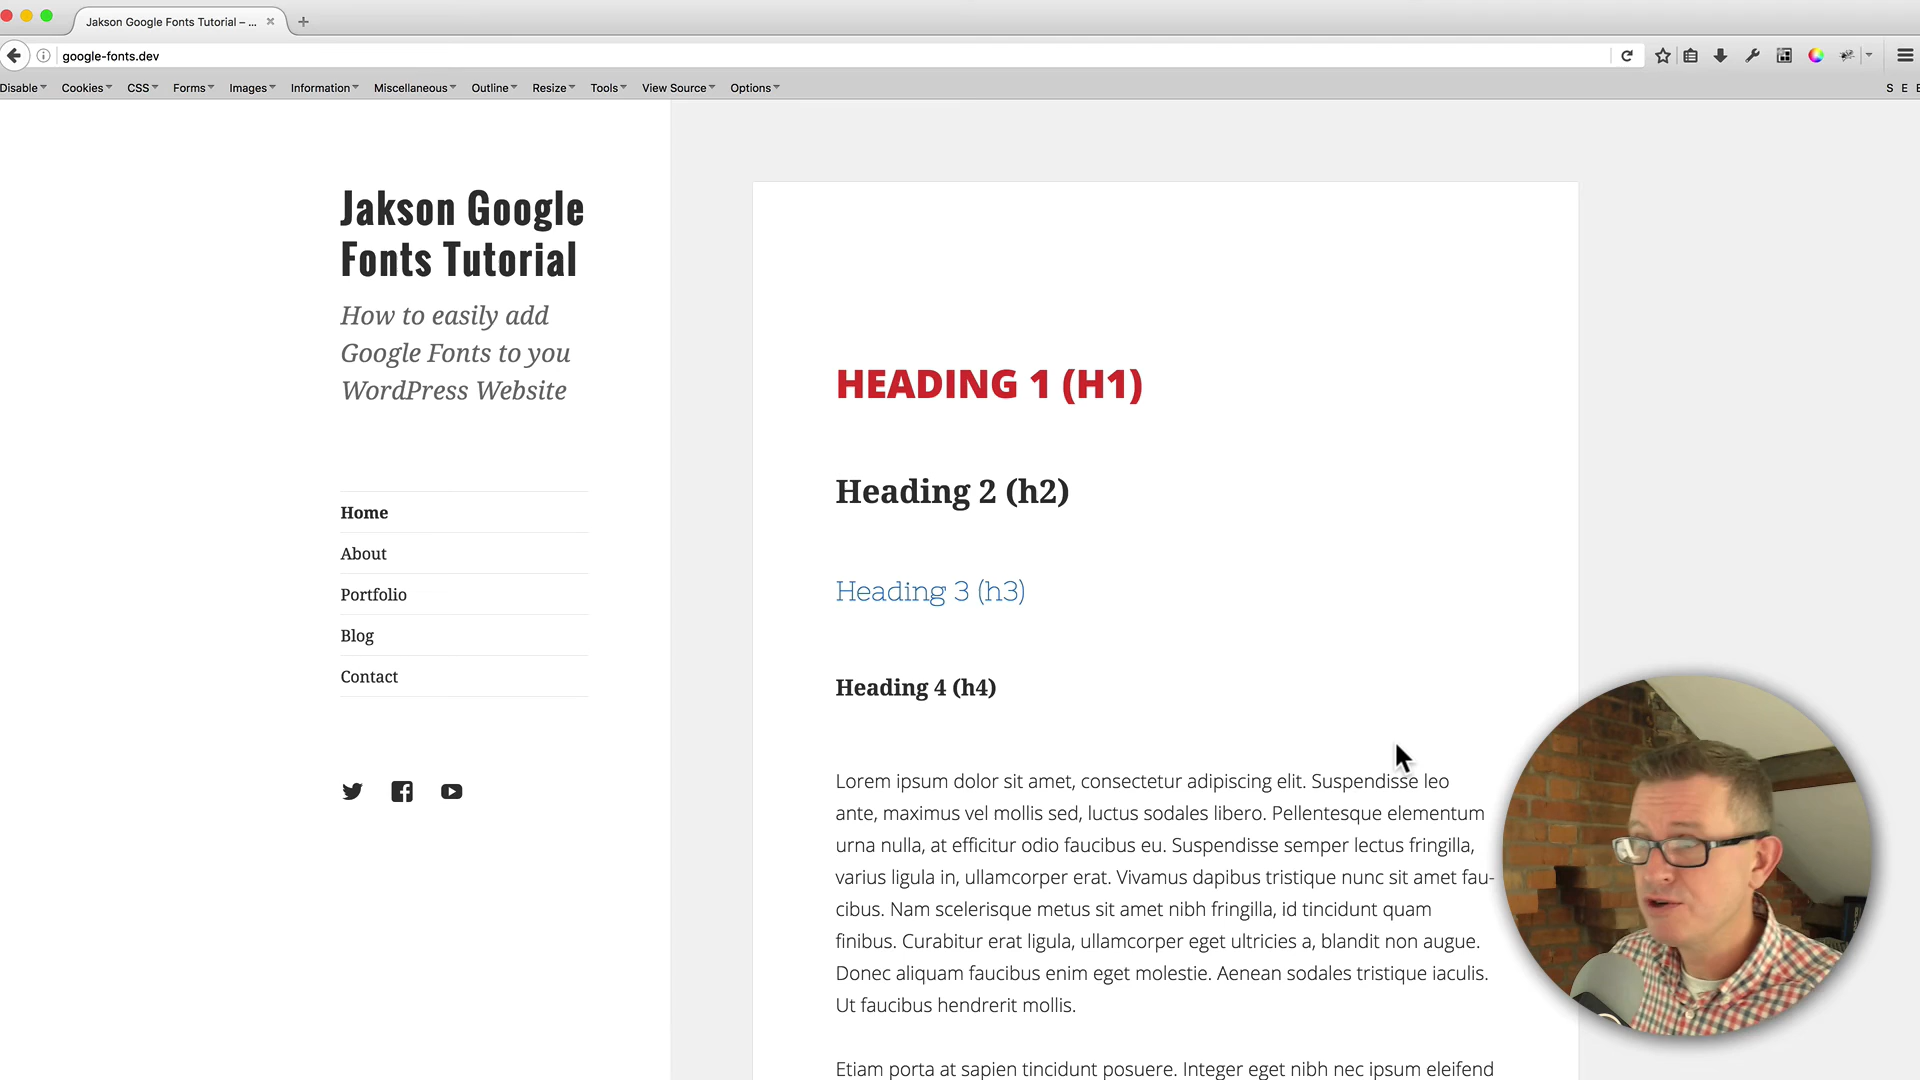 Jakson Google Fonts Tutorial – ...
google-fonts.dev
Disable Cookies CSS Forms Images Information Miscellaneous Outline Resize Tools View Source Options
S E E
Jakson Google
Fonts Tutorial
How to easily add
Google Fonts to you
WordPress Website
Home
About
Portfolio
Blog
Contact
HEADING 1 (H1)
Heading 2 (h2)
Heading 3 (h3)
Heading 4 (h4)
Lorem ipsum dolor sit amet, consectetur adipiscing elit. Suspendisse leo
ante, maximus vel mollis sed, luctus sodales libero. Pellentesque elementum
urna nulla, at efficitur odio faucibus eu. Suspendisse semper lectus fringilla,
varius ligula in, ullamcorper erat. Vivamus dapibus tristique nunc sit amet fau-
cibus. Nam scelerisque metus sit amet nibh fringilla, id tincidunt quam
finibus. Curabitur erat ligula, ullamcorper eget ultricies a, blandit non augue.
Donec aliquam faucibus enim eget molestie. Aenean sodales tristique iaculis.
Ut faucibus hendrerit mollis.
Etiam porta at sapien tincidunt posuere. Integer eget nibh nec ipsum eleifend